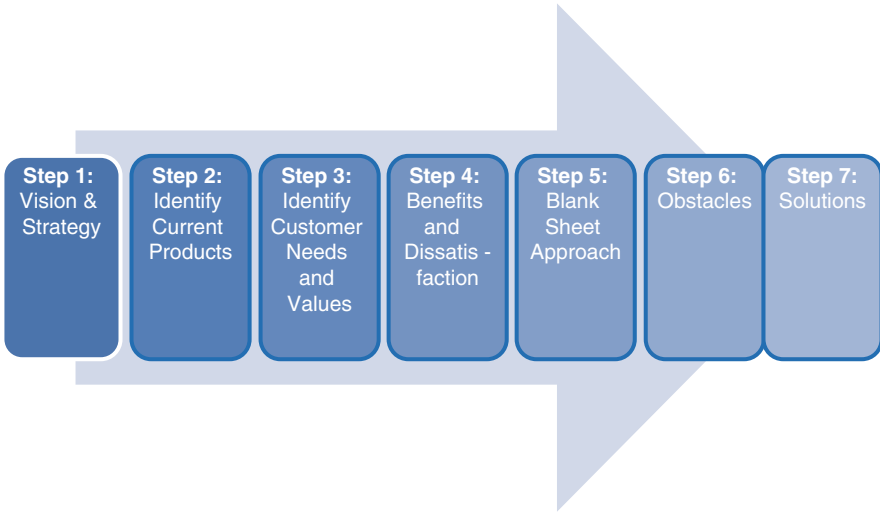 Step 1:
Vision &
Strategy
Step 2:
Identify
Current
Products
Step 3:
Identify
Customer
Needs
and
Values
Step 4:
Benefits
and
Dissatis -
faction
Step 5:
Blank
Sheet
Approach
Step 6:
Obstacles
Step 7:
Solutions